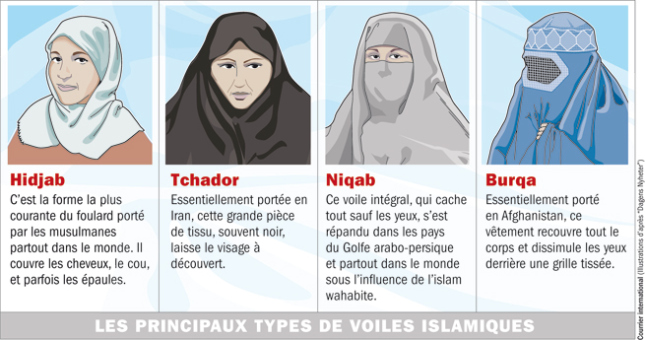 Hidjab
C'est la forme la plus
courante du foulard porté
par les musulmanes
partout dans le monde. Il
couvre les cheveux, le cou,
et parfois les épaules.
Tchador
Essentiellement portée en
Iran, cette grande pièce
de tissu, souvent noir,
laisse le visage à
découvert.
Niqab
Ce voile intégral, qui cache
tout sauf les yeux, s'est
répandu dans les pays
du Golfe arabo-persique
et partout dans le monde
sous l'influence de l'islam
wahabite.
Burqa
Essentiellement porté
en Afghanistan, ce
vêtement recouvre tout le
corps et dissimule les yeux
derrière une grille tissée.
LES PRINCIPAUX TYPES DE VOILES ISLAMIQUES
Courrier international (Illustrations d'après "Dagens Nyheter")